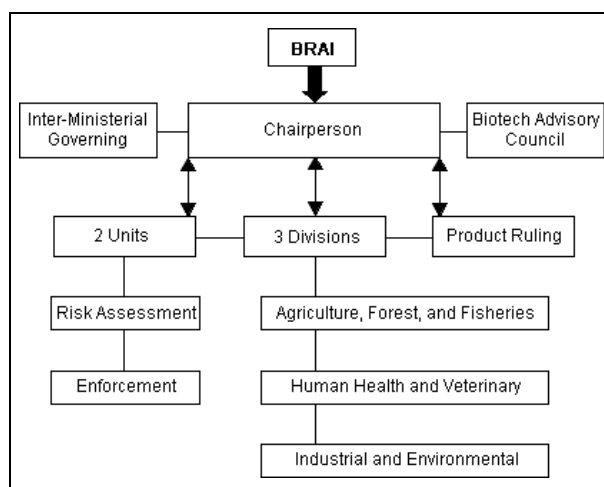 BRAI
Inter-Ministerial
Governing
Chairperson
Biotech Advisory
Council
2 Units
3 Divisions
Product Ruling
Risk Assessment
Agriculture, Forest, and Fisheries
Enforcement
Human Health and Veterinary
Industrial and Environmental